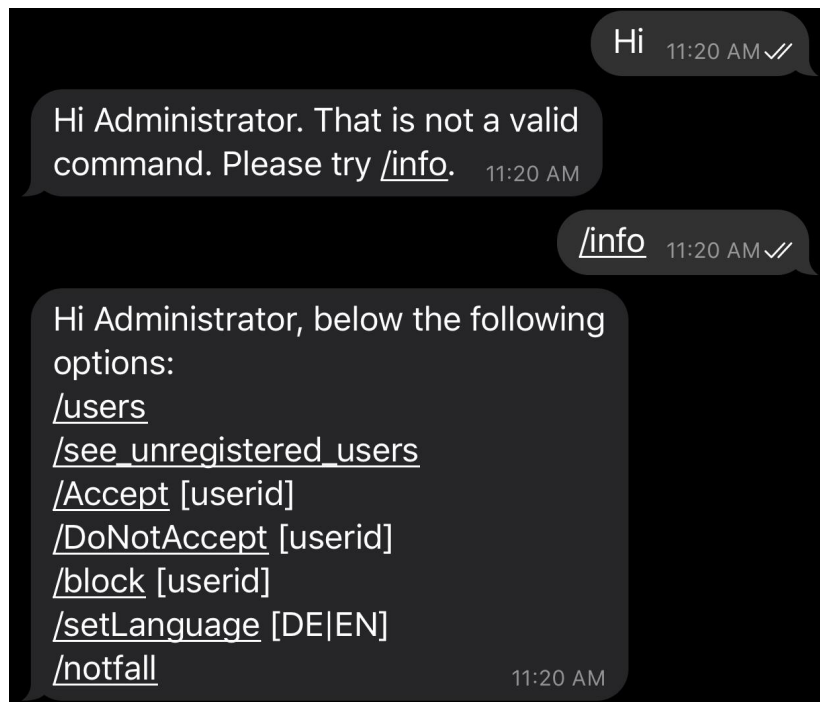 Hi 11:20 AM
Hi Administrator. That is not a valid
command. Please try /info. 11:20 AM
/info 11:20 AM
Hi Administrator, below the following
options:
/users
/see_unregistered_users
/Accept [userid]
/DoNotAccept [userid]
/block [userid]
/setLanguage [DE|EN]
/notfall 11:20 AM